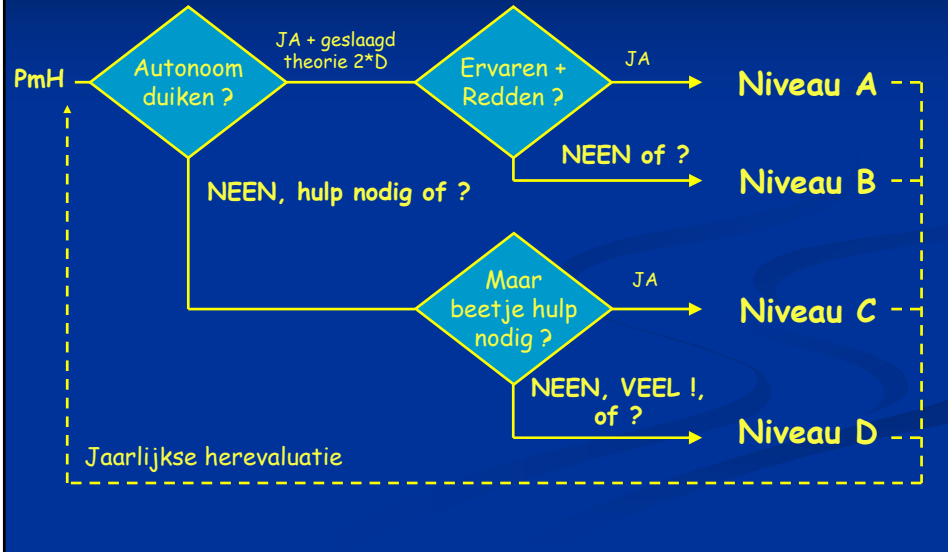 PmH
Autonoom
duiken ?
JA + geslaagd
theorie 2*D
Ervaren +
Redden ?
JA
Niveau A
NEEN of ?
Niveau B
NEEN, hulp nodig of ?
Maar
beetje hulp
nodig ?
JA
Niveau C
NEEN, VEEL !,
of ?
Niveau D
Jaarlijkse herevaluatie